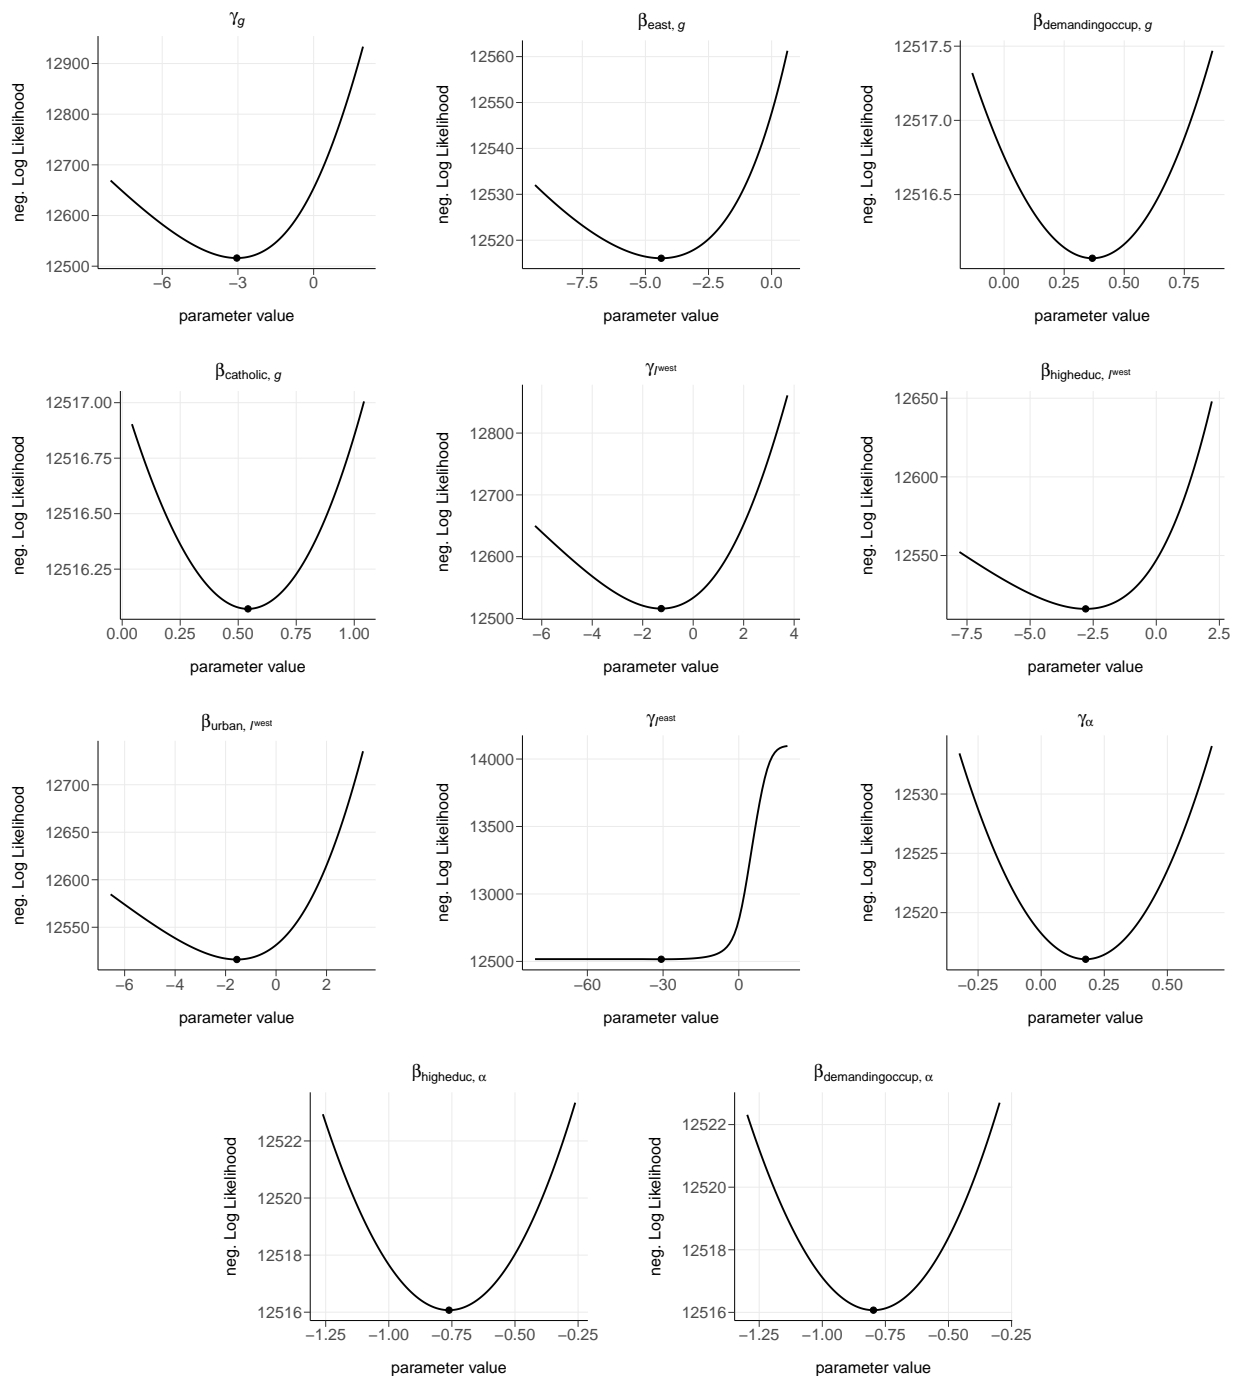 γg
12900
12800
12700
12600
12500
−6 −3 0
parameter value
neg. Log Likelihood
βeast, g
12560
12550
12540
12530
12520
−7.5 −5.0 −2.5 0.0
parameter value
neg. Log Likelihood
βdemandingoccup, g
12517.5
12517.0
12516.5
0.00 0.25 0.50 0.75
parameter value
neg. Log Likelihood
βcatholic, g
12517.00
12516.75
12516.50
12516.25
0.00 0.25 0.50 0.75 1.00
parameter value
neg. Log Likelihood
γlwest
12800
12700
12600
12500
−6 −4 −2 0 2 4
parameter value
neg. Log Likelihood
βhigheduc, lwest
12650
12600
12550
−7.5 −5.0 −2.5 0.0 2.5
parameter value
neg. Log Likelihood
βurban, lwest
12700
12650
12600
12550
−6 −4 −2 0 2
parameter value
neg. Log Likelihood
γleast
14000
13500
13000
12500
−60 −30 0
parameter value
neg. Log Likelihood
γα
12530
12525
12520
−0.25 0.00 0.25 0.50
parameter value
neg. Log Likelihood
βhigheduc, α
12522
12520
12518
12516
−1.25 −1.00 −0.75 −0.50 −0.25
parameter value
neg. Log Likelihood
βdemandingoccup, α
12522
12520
12518
12516
−1.25 −1.00 −0.75 −0.50 −0.25
parameter value
neg. Log Likelihood